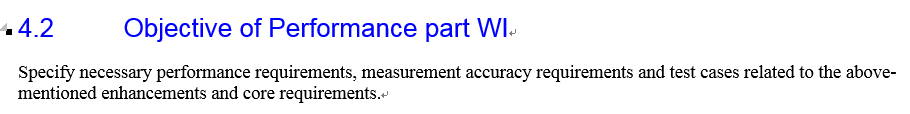 4.2 Objective of Performance part WI
Specify necessary performance requirements, measurement accuracy requirements and test cases related to the above-
mentioned enhancements and core requirements.